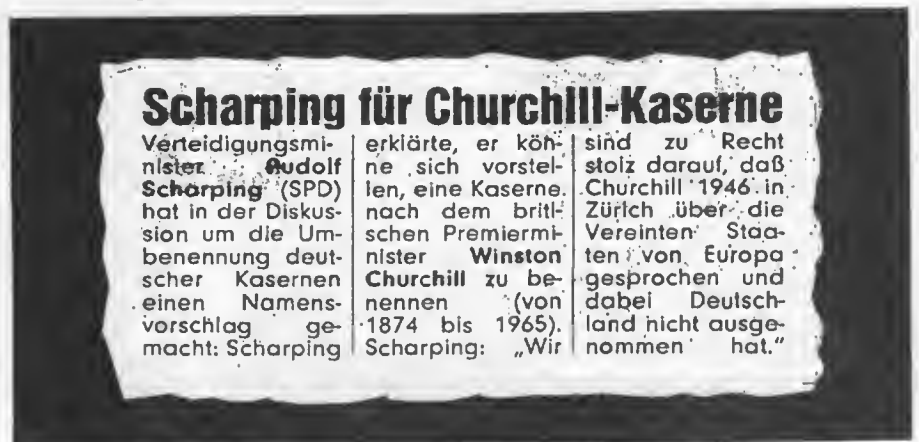 Scharping für Churchill-Kaserne
Verteidigungsmi-
nister Rudolf
Scharping (SPD)
hat in der Diskus-
sion um die Um-
benennung deut-
scher Kasernen
einen Namens-
vorschlag ge-
macht: Scharping
erklärte, er kön-
ne sich vorstel-
len, eine Kaserne
nach dem briti-
schen Premiermi-
nister Winston
Churchill zu be-
nennen (von
1874 bis 1965).
Scharping: „Wir
sind zu Recht
stolz darauf, daß
Churchill 1946 in
Zürich über die
Vereinten Staa-
ten von Europa
gesprochen und
dabei Deutsch-
land nicht ausge-
nommen hat."